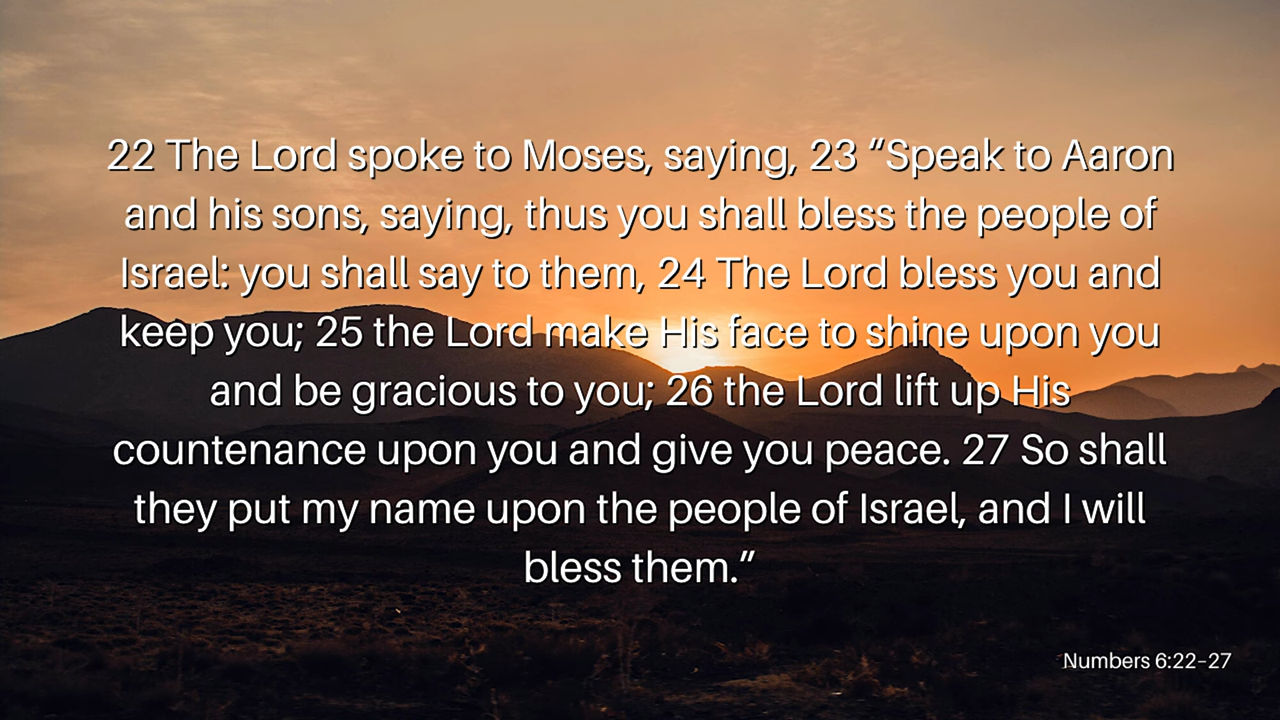 22 The Lord spoke to Moses, saying, 23 “Speak to Aaron
and his sons, saying, thus you shall bless the people of
Israel: you shall say to them, 24 The Lord bless you and
keep you; 25 the Lord make His face to shine upon you
and be gracious to you; 26 the Lord lift up His
countenance upon you and give you peace. 27 So shall
they put my name upon the people of Israel, and I will
bless them.”
Numbers 6:22–27